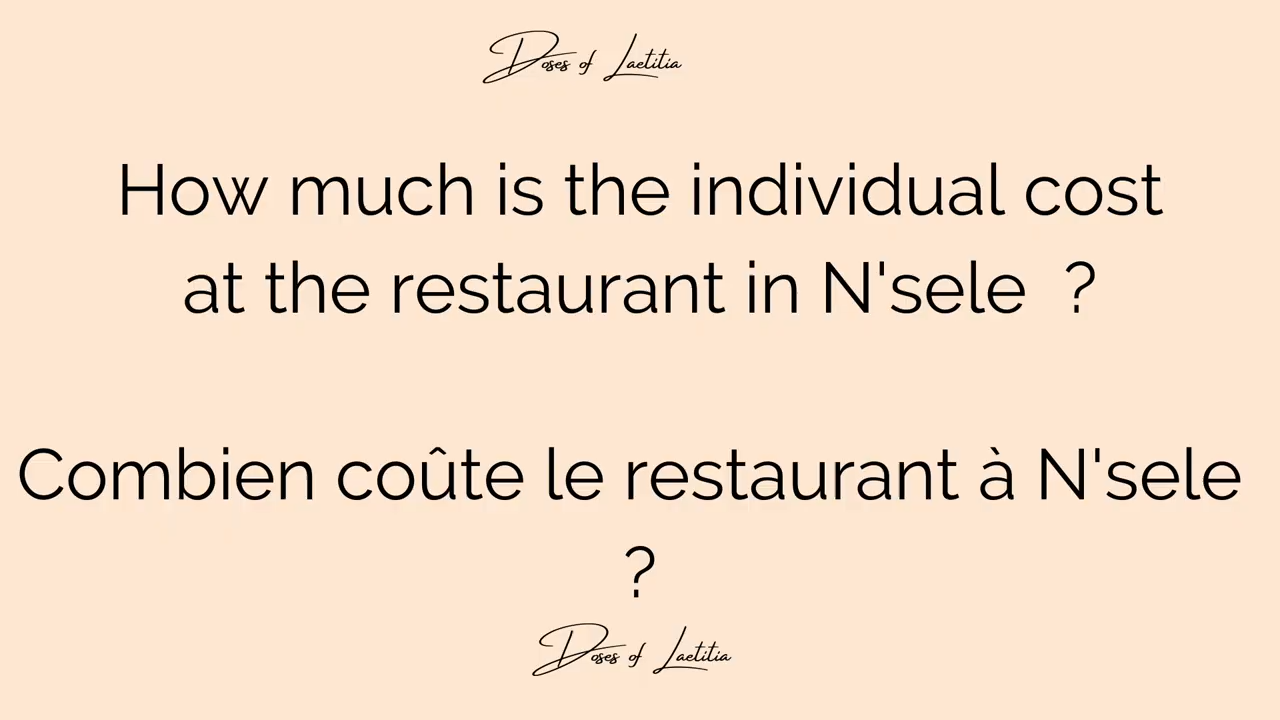 Doses of Laetitia
How much is the individual cost
at the restaurant in N'sele ?
Combien coûte le restaurant à N'sele
?
Doses of Laetitia